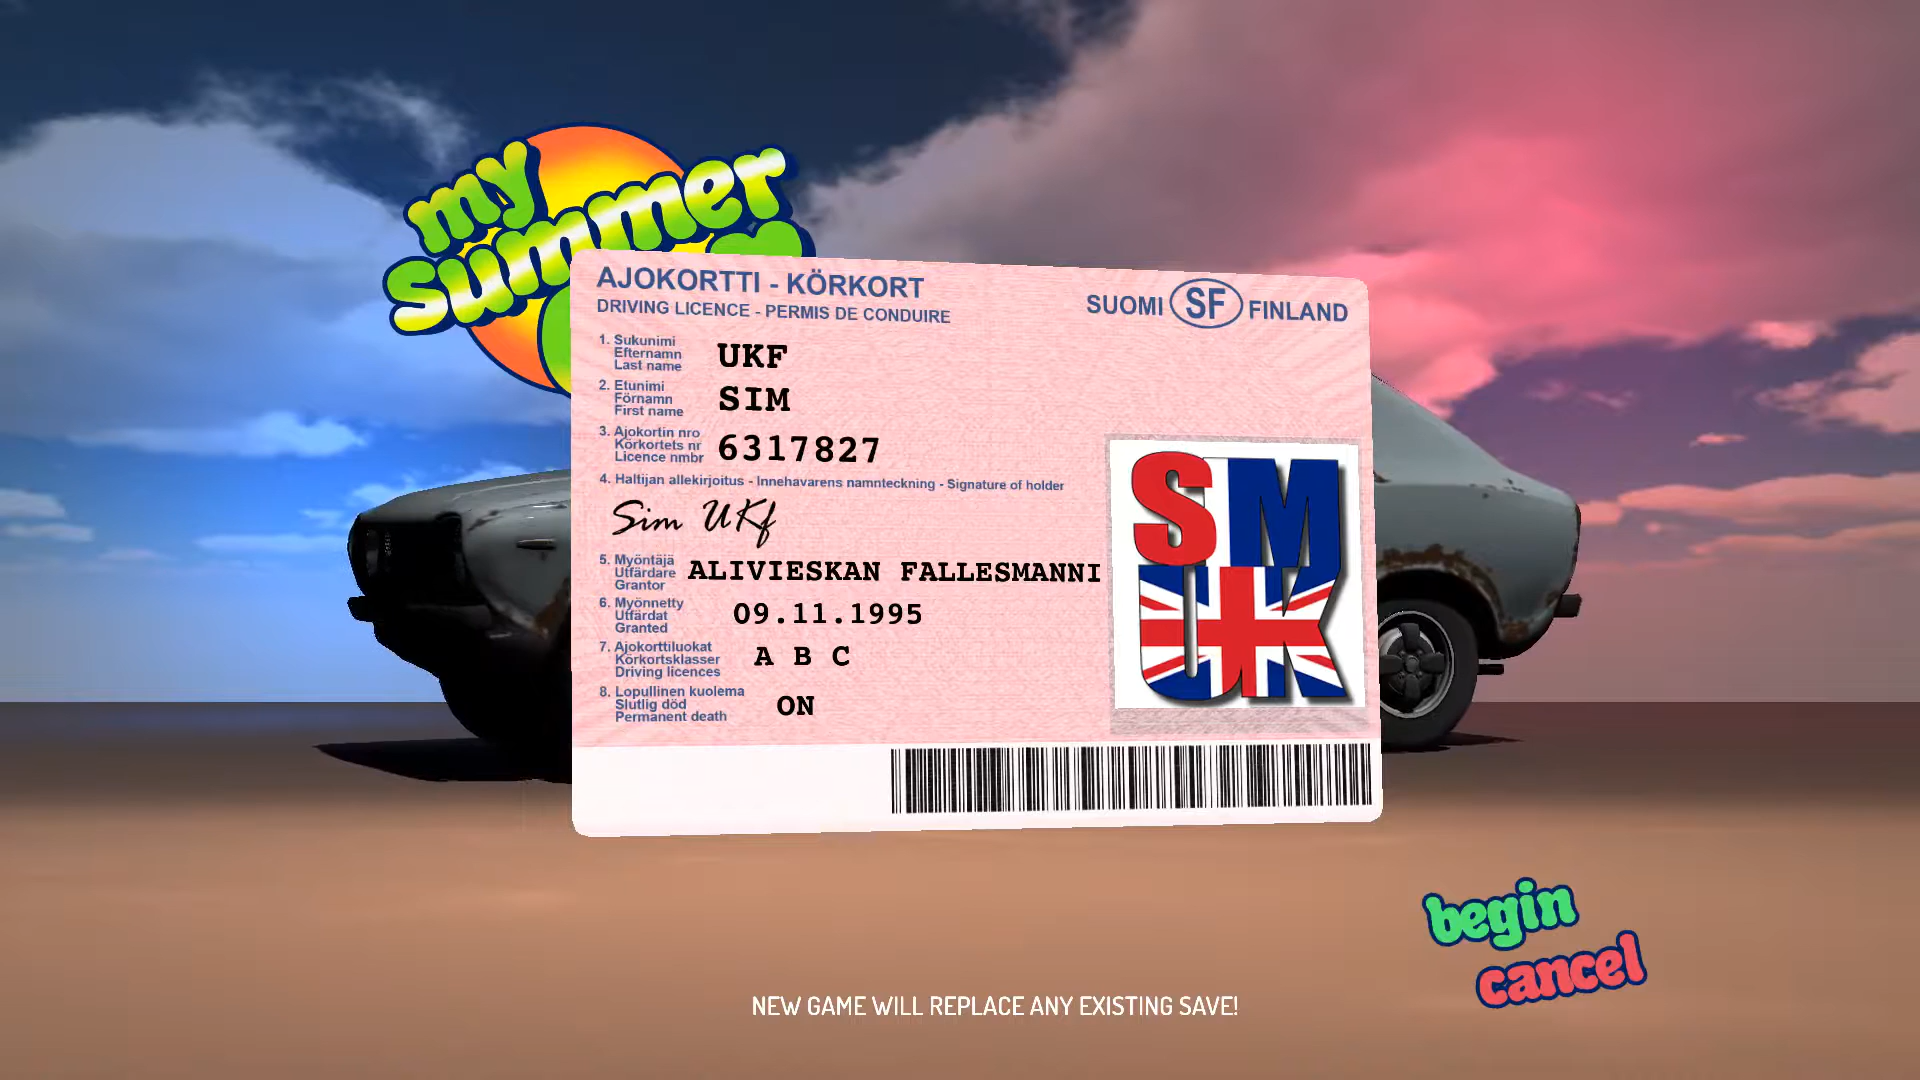 my
summer
AJOKORTTI - KÖRKORT
DRIVING LICENCE - PERMIS DE CONDUIRE
SUOMI SF FINLAND
1. Sukunimi
Efternamn
Last name
UKF
2. Etunimi
Förnamn
First name
SIM
3. Ajokortin nro
Körkortets nr
Licence nmbr
6317827
4. Haltijan allekirjoitus - Innehavarens namnteckning - Signature of holder
Sim UKf
5. Myöntäjä
Utfärdare
Grantor
ALIVIESKAN FALLESMANNI
6. Myönnetty
Utfärdat
Granted
09.11.1995
7. Ajokorttiluokat
Körkortsklasser
Driving licences
A B C
8. Lopullinen kuolema
Slutlig död
Permanent death
ON
SM
UK
begin
cancel
NEW GAME WILL REPLACE ANY EXISTING SAVE!